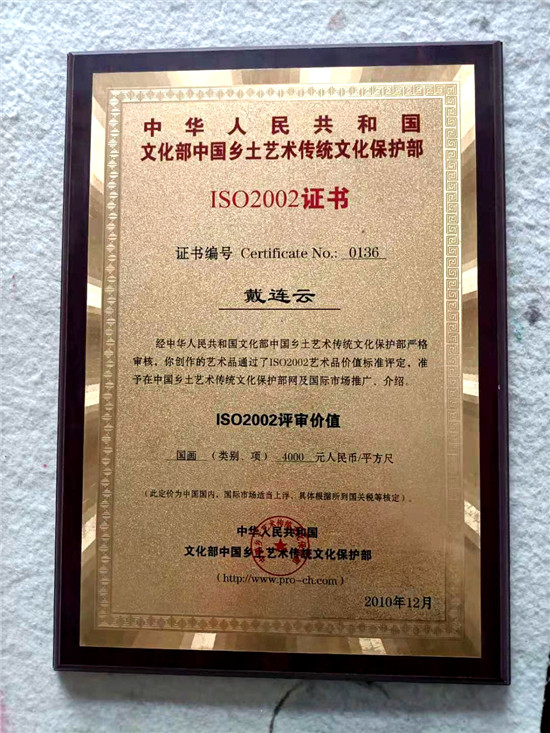 中华人民共和国
文化部中国乡土艺术传统文化保护部
ISO2002证书
证书编号 Certificate No.: 0136
戴连云
经中华人民共和国文化部中国乡土艺术传统文化保护部严格
审核，你创作的艺术品通过了ISO2002艺术品价值标准评定，准
予在中国乡土艺术传统文化保护部网及国际市场推广、介绍。
ISO2002评审价值
国画 （类别、项） 4000 元人民币/平方尺
（此定价为中国国内，国际市场适当上浮，具体根据所到国关税等核定）。
中华人民共和国
文化部中国乡土艺术传统文化保护部
（http://www.pro-ch.com）
2010年12月